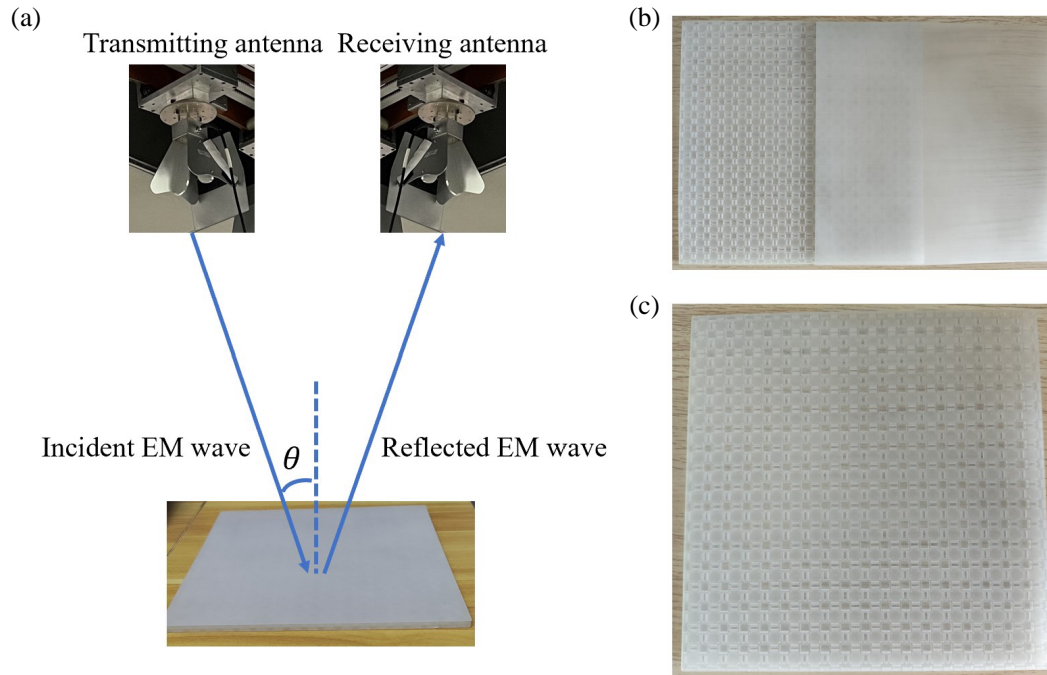 (a)
Transmitting antenna
Receiving antenna
Incident EM wave
θ
Reflected EM wave
(b)
(c)